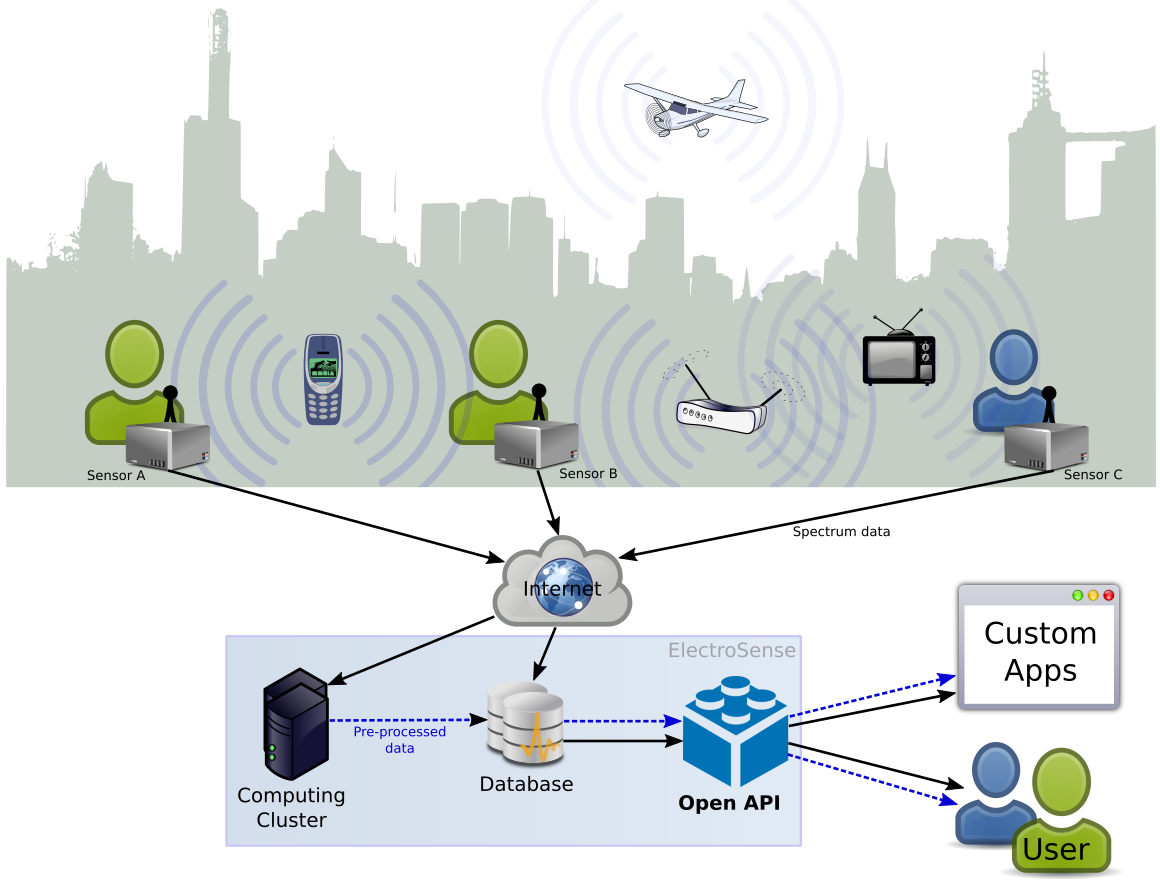 Sensor A
Sensor B
Sensor C
Spectrum data
Internet
ElectroSense
Custom
Apps
Pre-processed
data
Database
Computing
Cluster
Open API
User